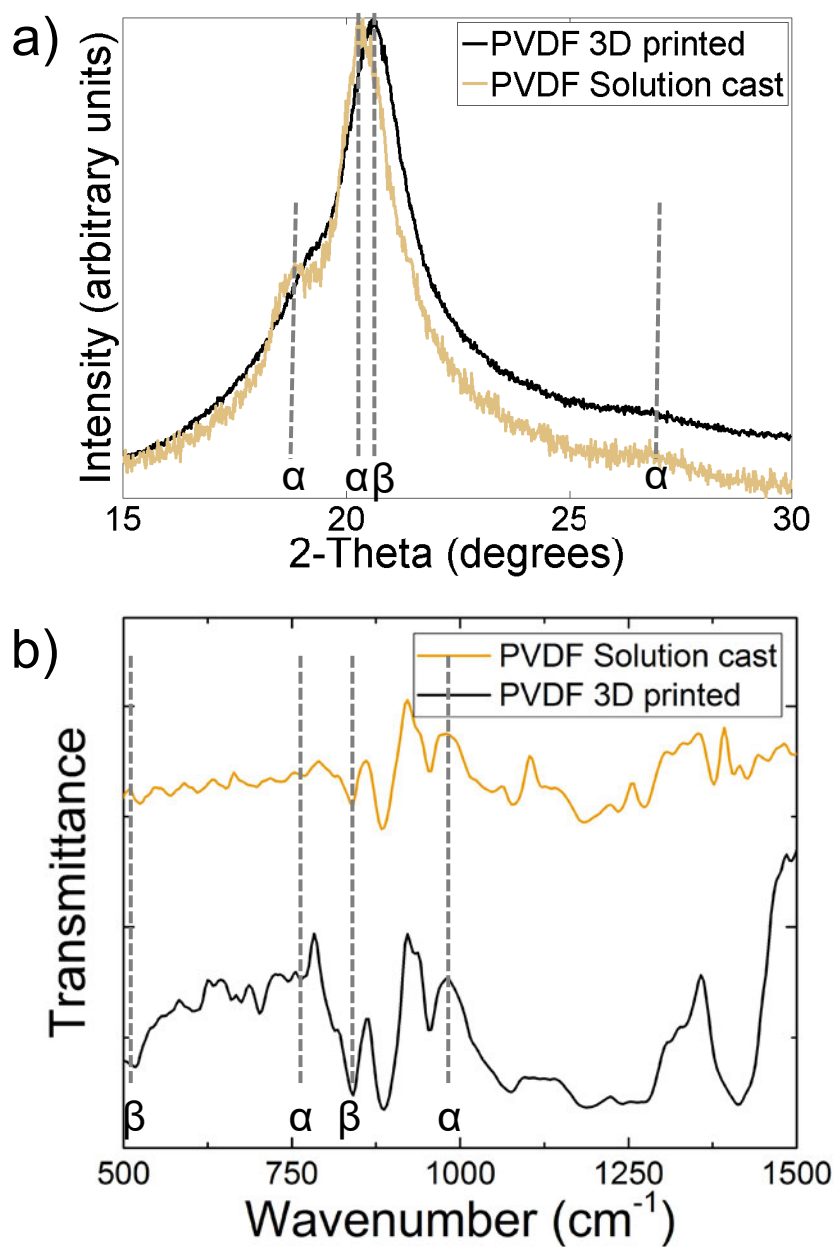 a)
PVDF 3D printed
PVDF Solution cast
Intensity (arbitrary units)
α α β α
15 20 25 30
2-Theta (degrees)
b)
PVDF Solution cast
PVDF 3D printed
Transmittance
β α β α
500 750 1000 1250 1500
Wavenumber (cm⁻¹)